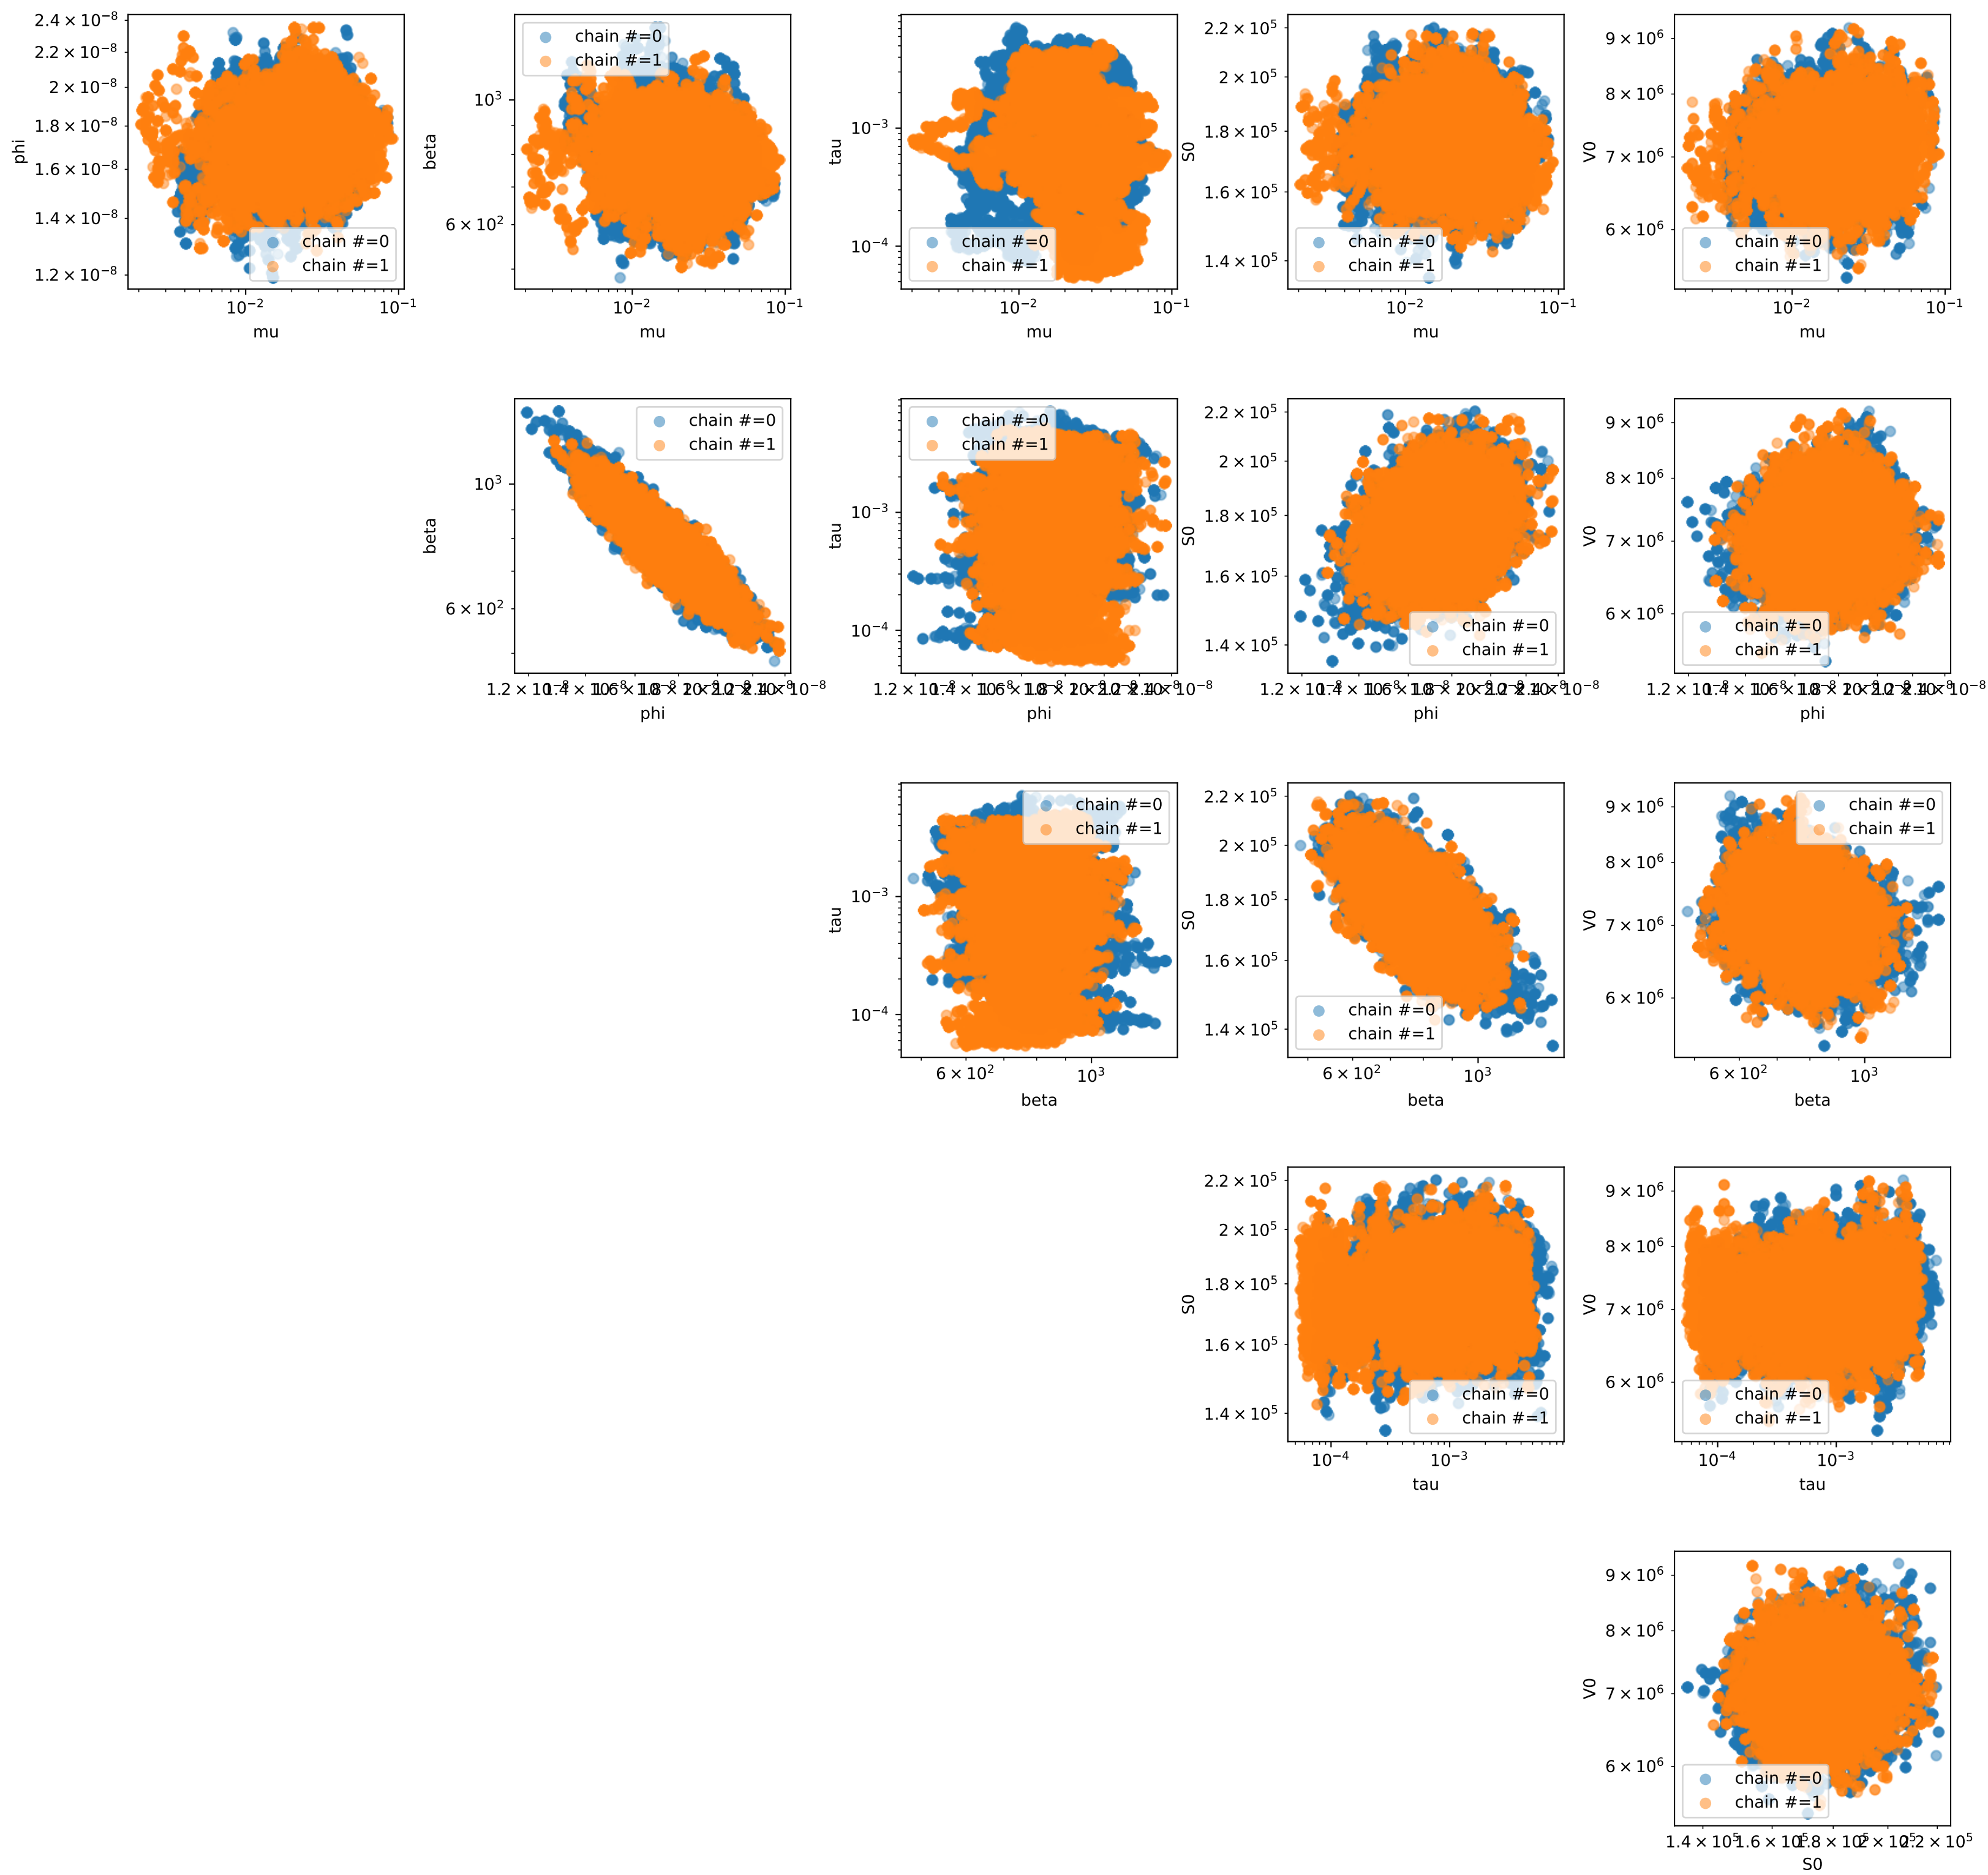 2.4 × 10⁻⁸
2.2 × 10⁻⁸
2 × 10⁻⁸
1.8 × 10⁻⁸
1.6 × 10⁻⁸
1.4 × 10⁻⁸
1.2 × 10⁻⁸
phi
chain #=0
chain #=1
10⁻²
10⁻¹
mu
10³
6 × 10²
beta
chain #=0
chain #=1
10⁻²
10⁻¹
mu
10⁻³
10⁻⁴
tau
chain #=0
chain #=1
10⁻²
10⁻¹
mu
2.2 × 10⁵
2 × 10⁵
1.8 × 10⁵
1.6 × 10⁵
1.4 × 10⁵
S0
chain #=0
chain #=1
10⁻²
10⁻¹
mu
9 × 10⁶
8 × 10⁶
7 × 10⁶
6 × 10⁶
V0
chain #=0
chain #=1
10⁻²
10⁻¹
mu
10³
6 × 10²
beta
chain #=0
chain #=1
phi
10⁻³
10⁻⁴
tau
chain #=0
chain #=1
phi
2.2 × 10⁵
2 × 10⁵
1.8 × 10⁵
1.6 × 10⁵
1.4 × 10⁵
S0
chain #=0
chain #=1
phi
9 × 10⁶
8 × 10⁶
7 × 10⁶
6 × 10⁶
V0
chain #=0
chain #=1
phi
10⁻³
10⁻⁴
tau
chain #=0
chain #=1
6 × 10²
10³
beta
2.2 × 10⁵
2 × 10⁵
1.8 × 10⁵
1.6 × 10⁵
1.4 × 10⁵
S0
chain #=0
chain #=1
6 × 10²
10³
beta
9 × 10⁶
8 × 10⁶
7 × 10⁶
6 × 10⁶
V0
chain #=0
chain #=1
6 × 10²
10³
beta
2.2 × 10⁵
2 × 10⁵
1.8 × 10⁵
1.6 × 10⁵
1.4 × 10⁵
S0
chain #=0
chain #=1
10⁻⁴
10⁻³
tau
9 × 10⁶
8 × 10⁶
7 × 10⁶
6 × 10⁶
V0
chain #=0
chain #=1
10⁻⁴
10⁻³
tau
9 × 10⁶
8 × 10⁶
7 × 10⁶
6 × 10⁶
V0
chain #=0
chain #=1
1.4 × 10⁵
1.6 × 10⁵
1.8 × 10⁵
2 × 10⁵
2.2 × 10⁵
S0